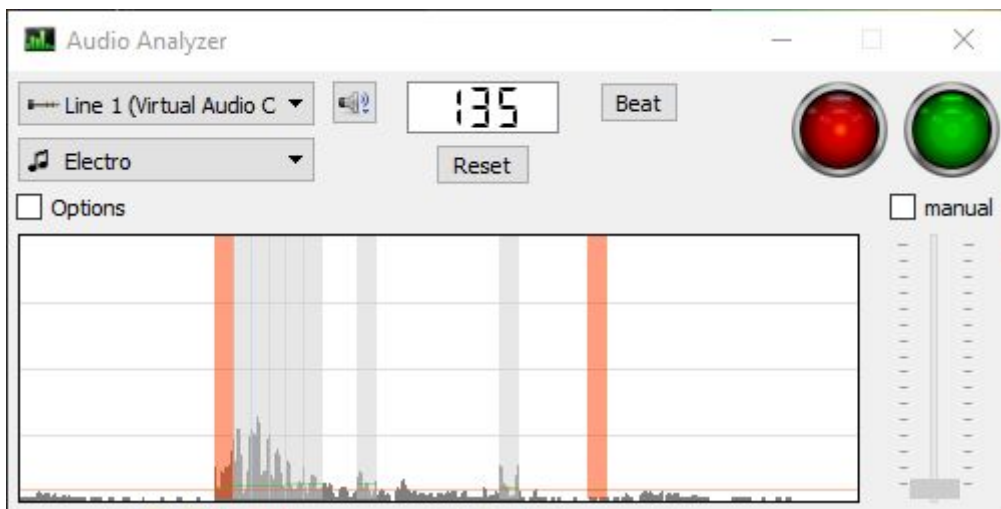 Audio Analyzer
Line 1 (Virtual Audio C
135
Beat
Electro
Reset
Options
manual